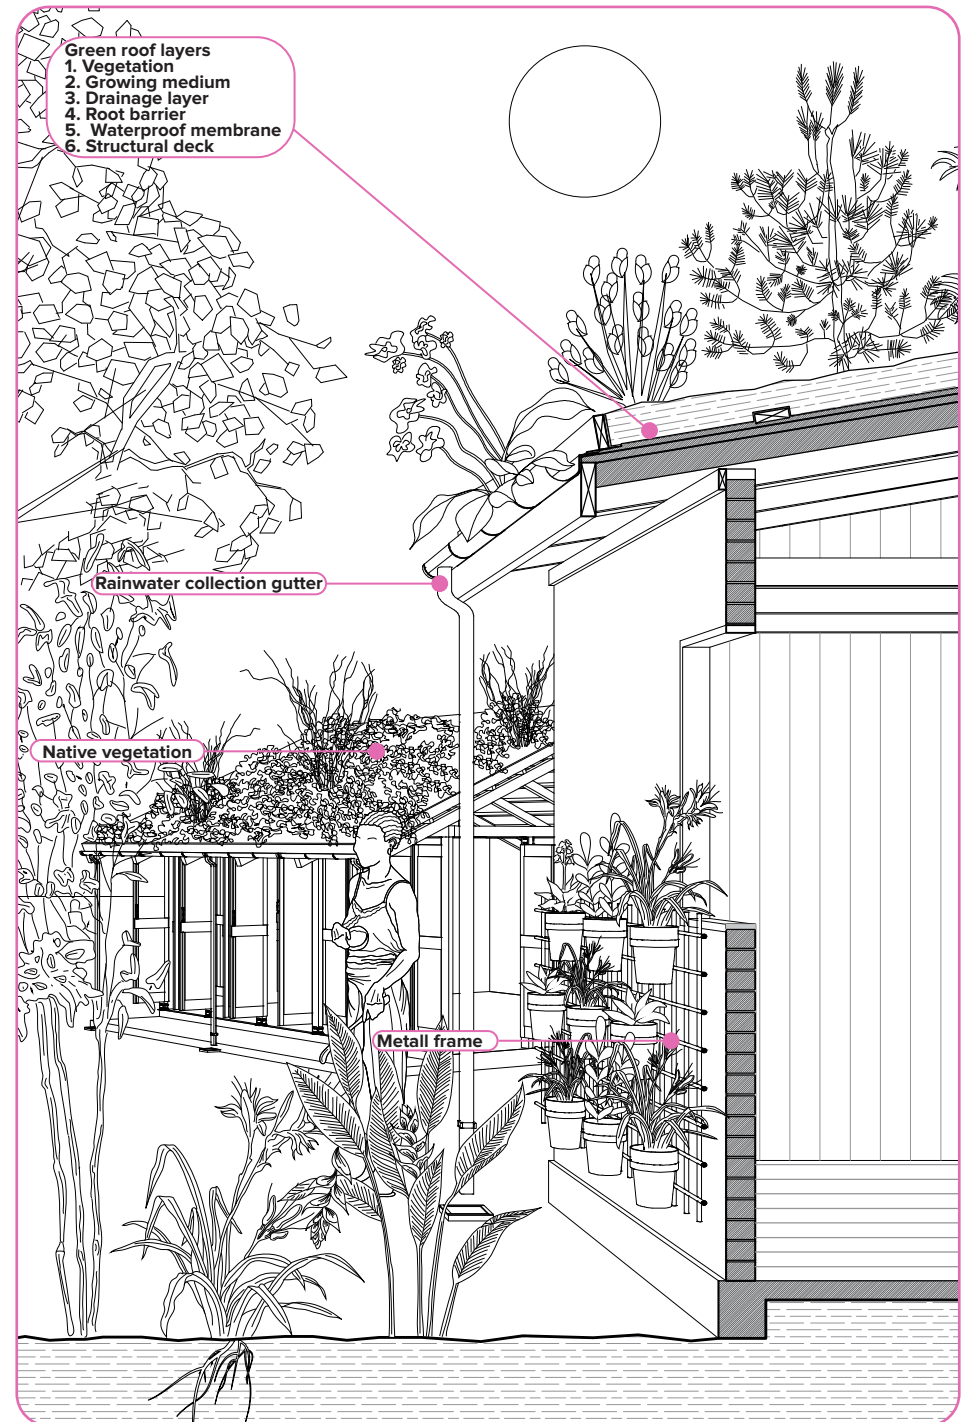 Green roof layers
1. Vegetation
2. Growing medium
3. Drainage layer
4. Root barrier
5. Waterproof membrane
6. Structural deck
Rainwater collection gutter
Native vegetation
Metall frame